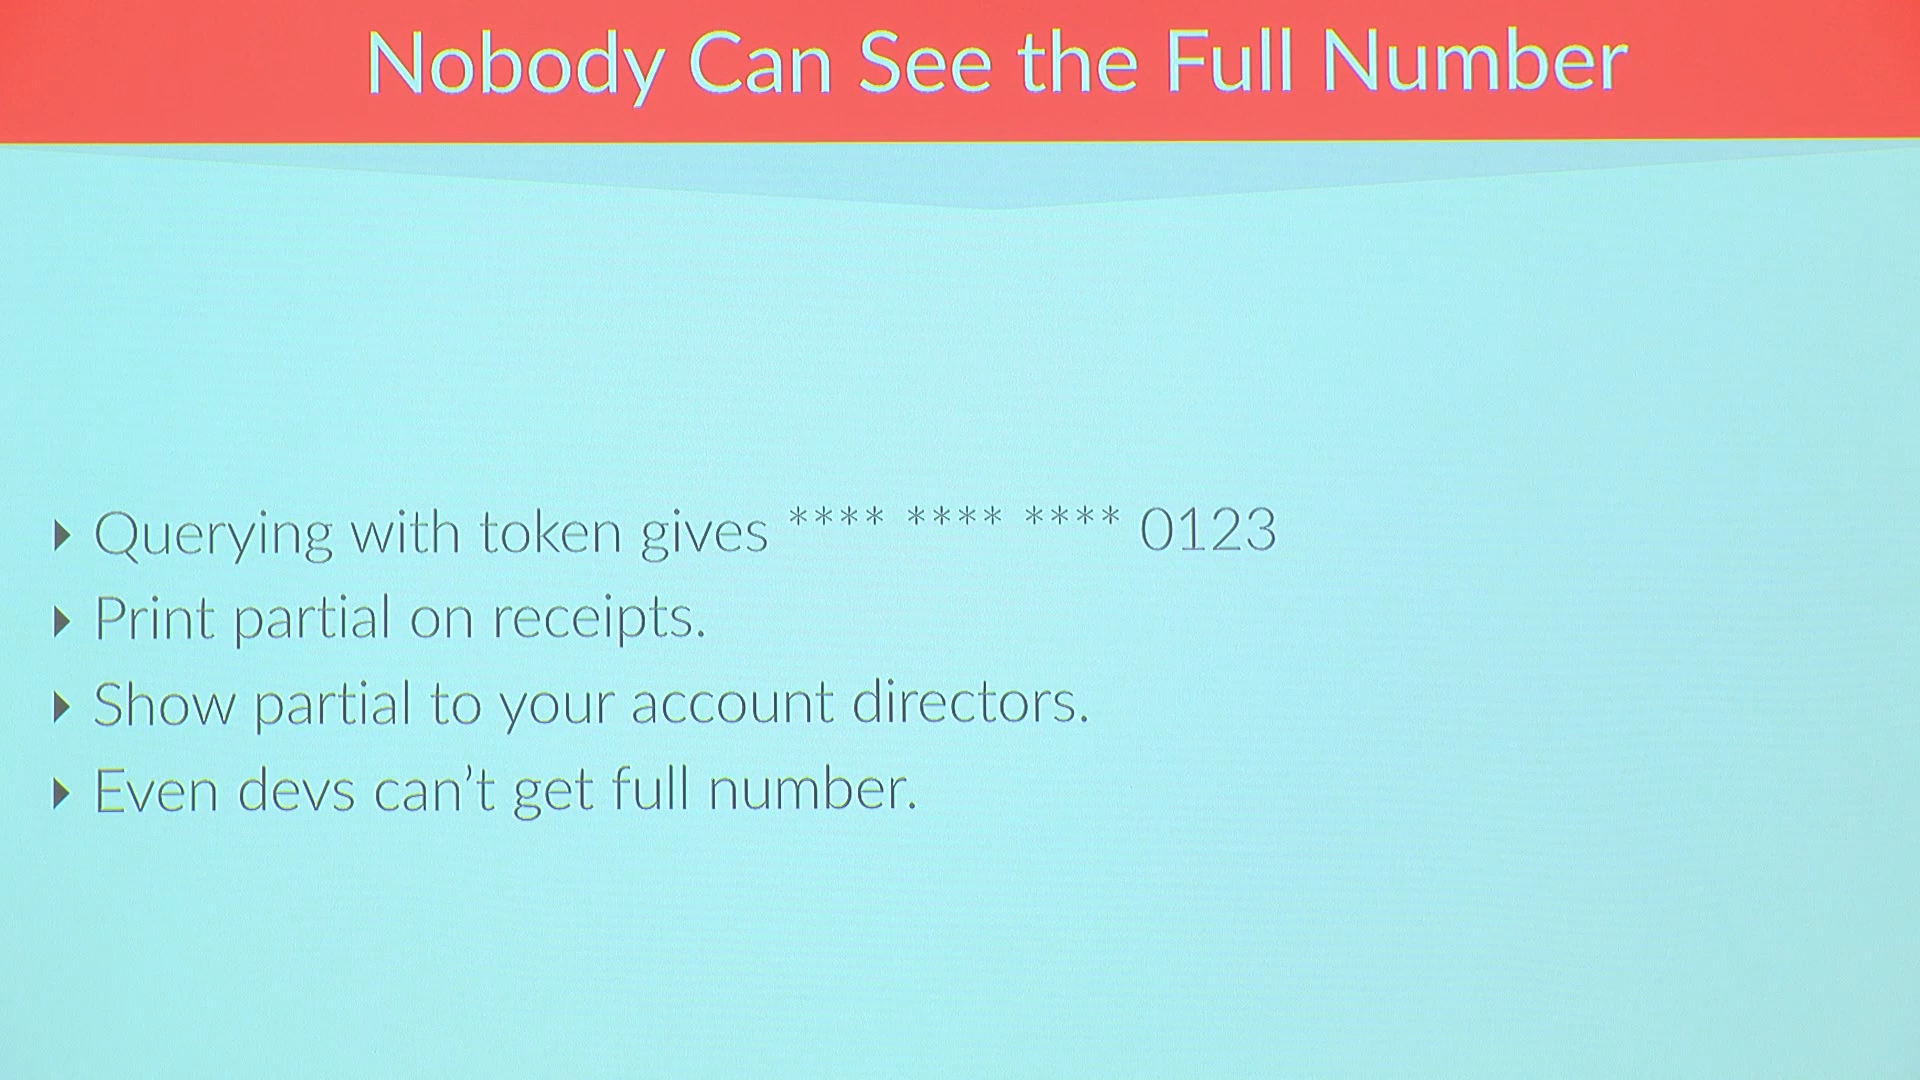 Nobody Can See the Full Number
Querying with token gives **** **** **** 0123
Print partial on receipts.
Show partial to your account directors.
Even devs can't get full number.